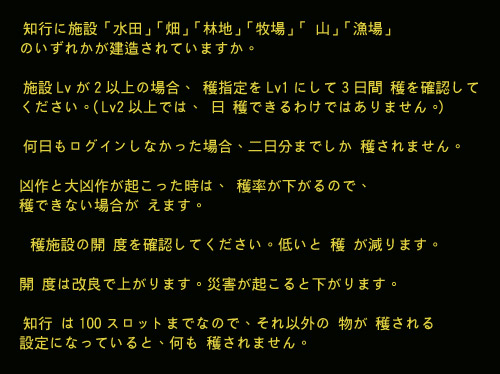 知行に施設「水田」「畑」「林地」「牧場」「 山」「漁場」
のいずれかが建造されていますか。
施設Lvが2以上の場合、 穫指定をLv1にして3日間 穫を確認して
ください。(Lv2以上では、 日 穫できるわけではありません。)
何日もログインしなかった場合、二日分までしか 穫されません。
凶作と大凶作が起こった時は、 穫率が下がるので、
穫できない場合が えます。
穫施設の開 度を確認してください。低いと 穫 が減ります。
開 度は改良で上がります。災害が起こると下がります。
知行 は100スロットまでなので、それ以外の 物が 穫される
設定になっていると、何も 穫されません。